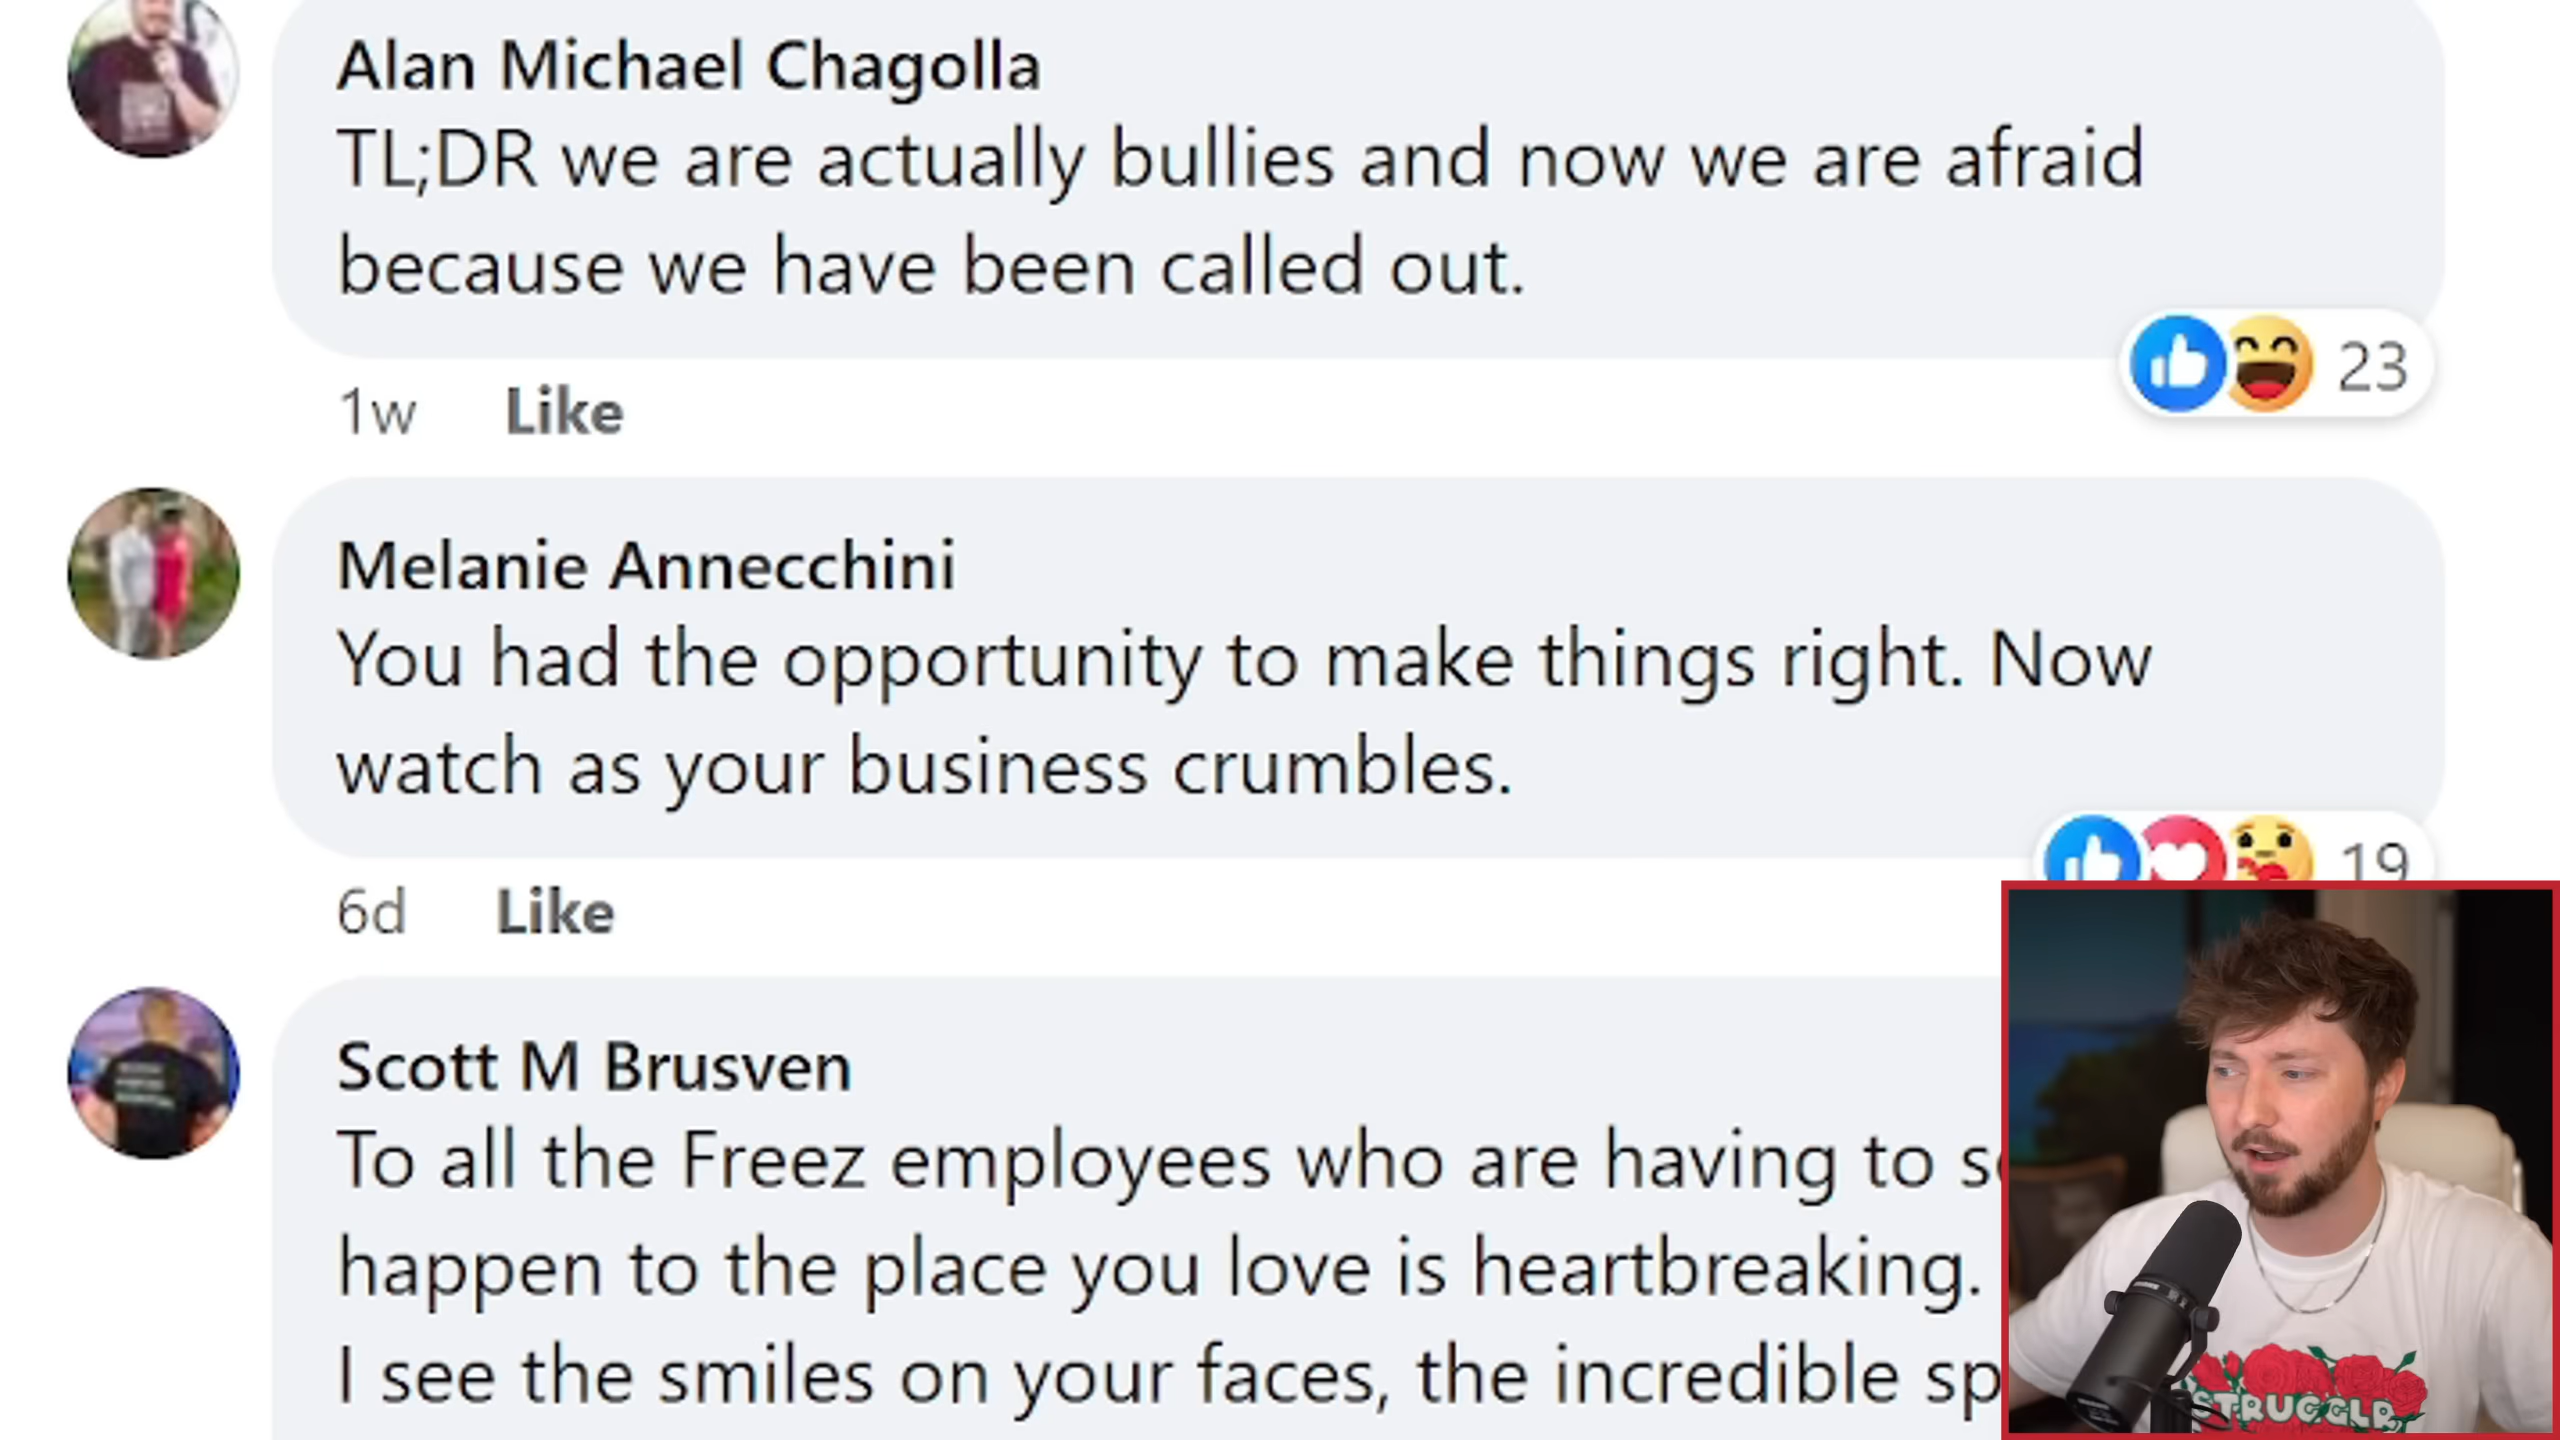 Alan Michael Chagolla
TL;DR we are actually bullies and now we are afraid
because we have been called out.
23
1w Like
Melanie Annecchini
You had the opportunity to make things right. Now
watch as your business crumbles.
19
6d Like
Scott M Brusven
To all the Freez employees who are having to
happen to the place you love is heartbreaking.
I see the smiles on your faces, the incredible